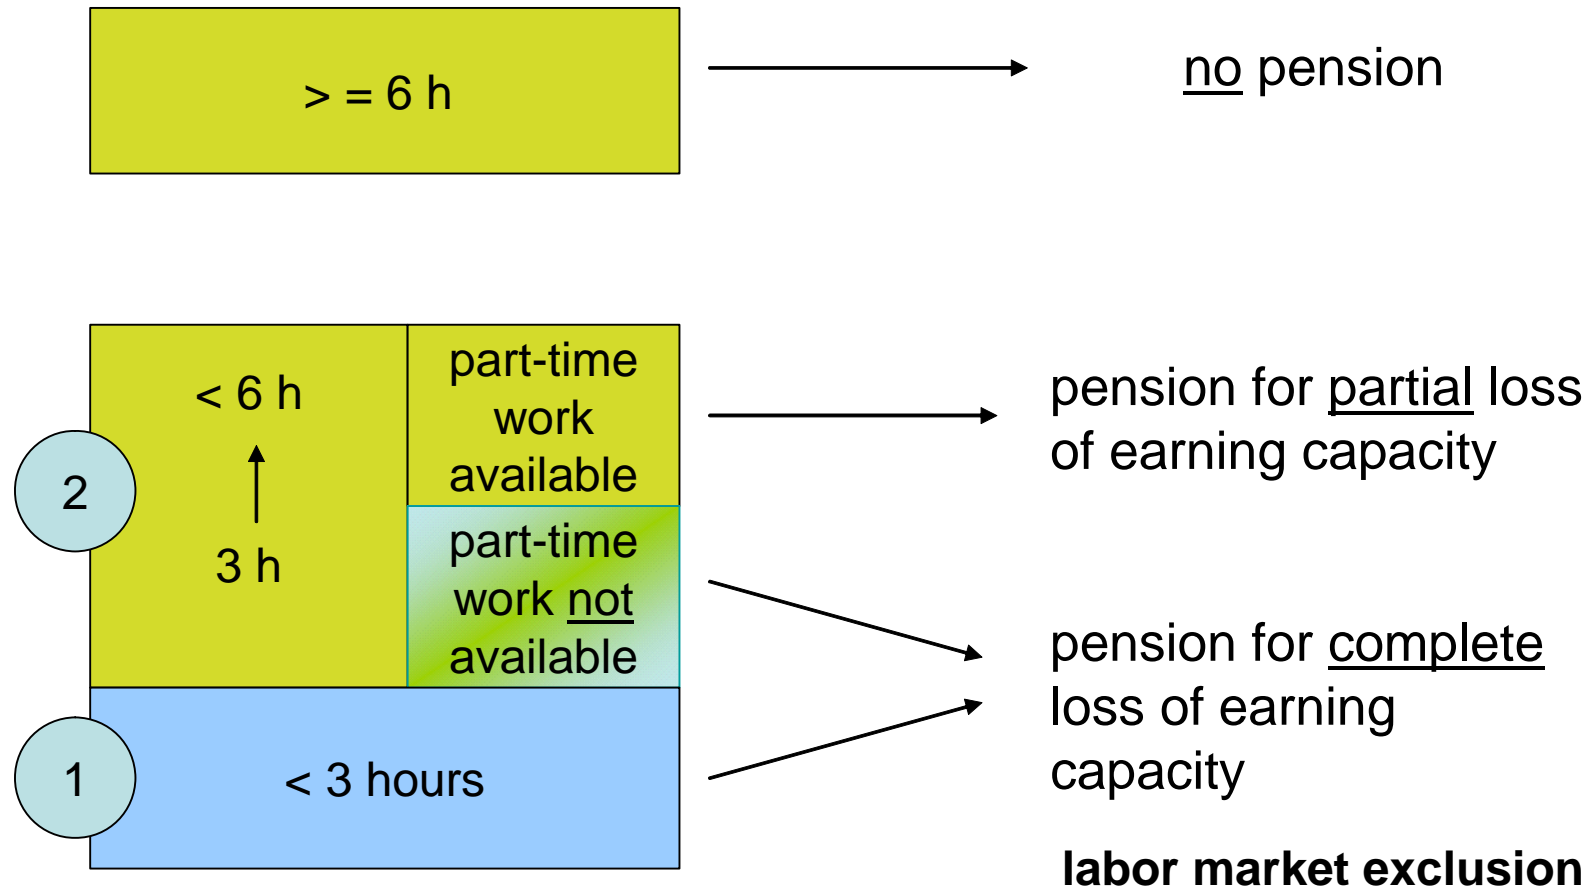 > = 6 h
no pension
< 6 h
3 h
2
part-time
work
available
pension for partial loss
of earning capacity
part-time
work not
available
pension for complete
loss of earning
capacity
1
< 3 hours
labor market exclusion